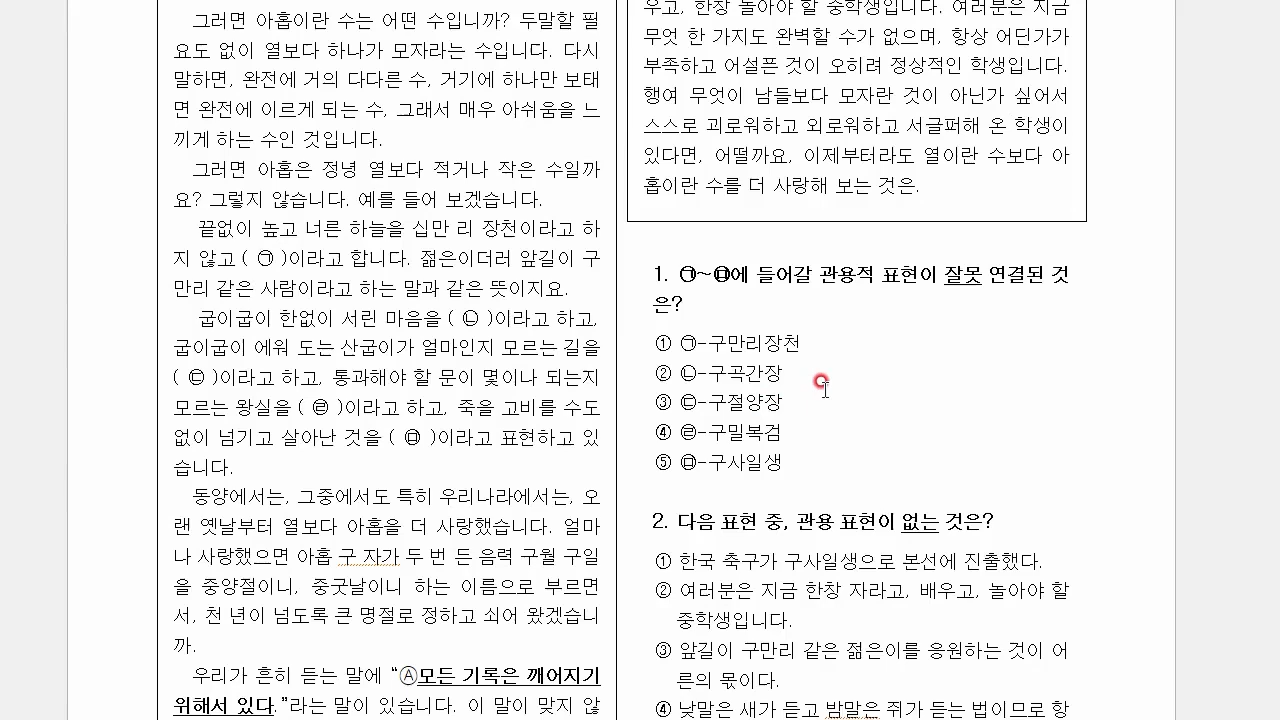 그러면 아홉이란 수는 어떤 수입니까? 두말할 필
요도 없이 열보다 하나가 모자라는 수입니다. 다시
말하면, 완전에 거의 다다른 수, 거기에 하나만 보태
면 완전에 이르게 되는 수, 그래서 매우 아쉬움을 느
끼게 하는 수인 것입니다.
그러면 아홉은 정녕 열보다 적거나 작은 수일까
요? 그렇지 않습니다. 예를 들어 보겠습니다.
끝없이 높고 너른 하늘을 십만 리 장천이라고 하
지 않고 ( ㉠ )이라고 합니다. 젊은이더러 앞길이 구
만리 같은 사람이라고 하는 말과 같은 뜻이지요.
굽이굽이 한없이 서린 마음을 ( ㉡ )이라고 하고,
굽이굽이 에워 도는 산굽이가 얼마인지 모르는 길을
( ㉢ )이라고 하고, 통과해야 할 문이 몇이나 되는지
모르는 왕실을 ( ㉣ )이라고 하고, 죽을 고비를 수도
없이 넘기고 살아난 것을 ( ㉤ )이라고 표현하고 있
습니다.
동양에서는, 그중에서도 특히 우리나라에서는, 오
랜 옛날부터 열보다 아홉을 더 사랑했습니다. 얼마
나 사랑했으면 아홉 구 자가 두 번 든 음력 구월 구일
을 중양절이니, 중굿날이니 하는 이름으로 부르면
서, 천 년이 넘도록 큰 명절로 정하고 쇠어 왔겠습니
까.
우리가 흔히 듣는 말에 “Ⓐ모든 기록은 깨어지기
위해서 있다.”라는 말이 있습니다. 이 말이 맞지 않
우고, 한창 놀아야 할 중학생입니다. 여러분은 지금
무엇 한 가지도 완벽할 수가 없으며, 항상 어딘가가
부족하고 어설픈 것이 오히려 정상적인 학생입니다.
행여 무엇이 남들보다 모자란 것이 아닌가 싶어서
스스로 괴로워하고 외로워하고 서글퍼해 온 학생이
있다면, 어떨까요, 이제부터라도 열이란 수보다 아
홉이란 수를 더 사랑해 보는 것은.
1. ㉠~㉤에 들어갈 관용적 표현이 잘못 연결된 것
은?
① ㉠-구만리장천
② ㉡-구곡간장
③ ㉢-구절양장
④ ㉣-구밀복검
⑤ ㉤-구사일생
2. 다음 표현 중, 관용 표현이 없는 것은?
① 한국 축구가 구사일생으로 본선에 진출했다.
② 여러분은 지금 한창 자라고, 배우고, 놀아야 할
중학생입니다.
③ 앞길이 구만리 같은 젊은이를 응원하는 것이 어
른의 몫이다.
④ 낮말은 새가 듣고 밤말은 쥐가 듣는 법이므로 항